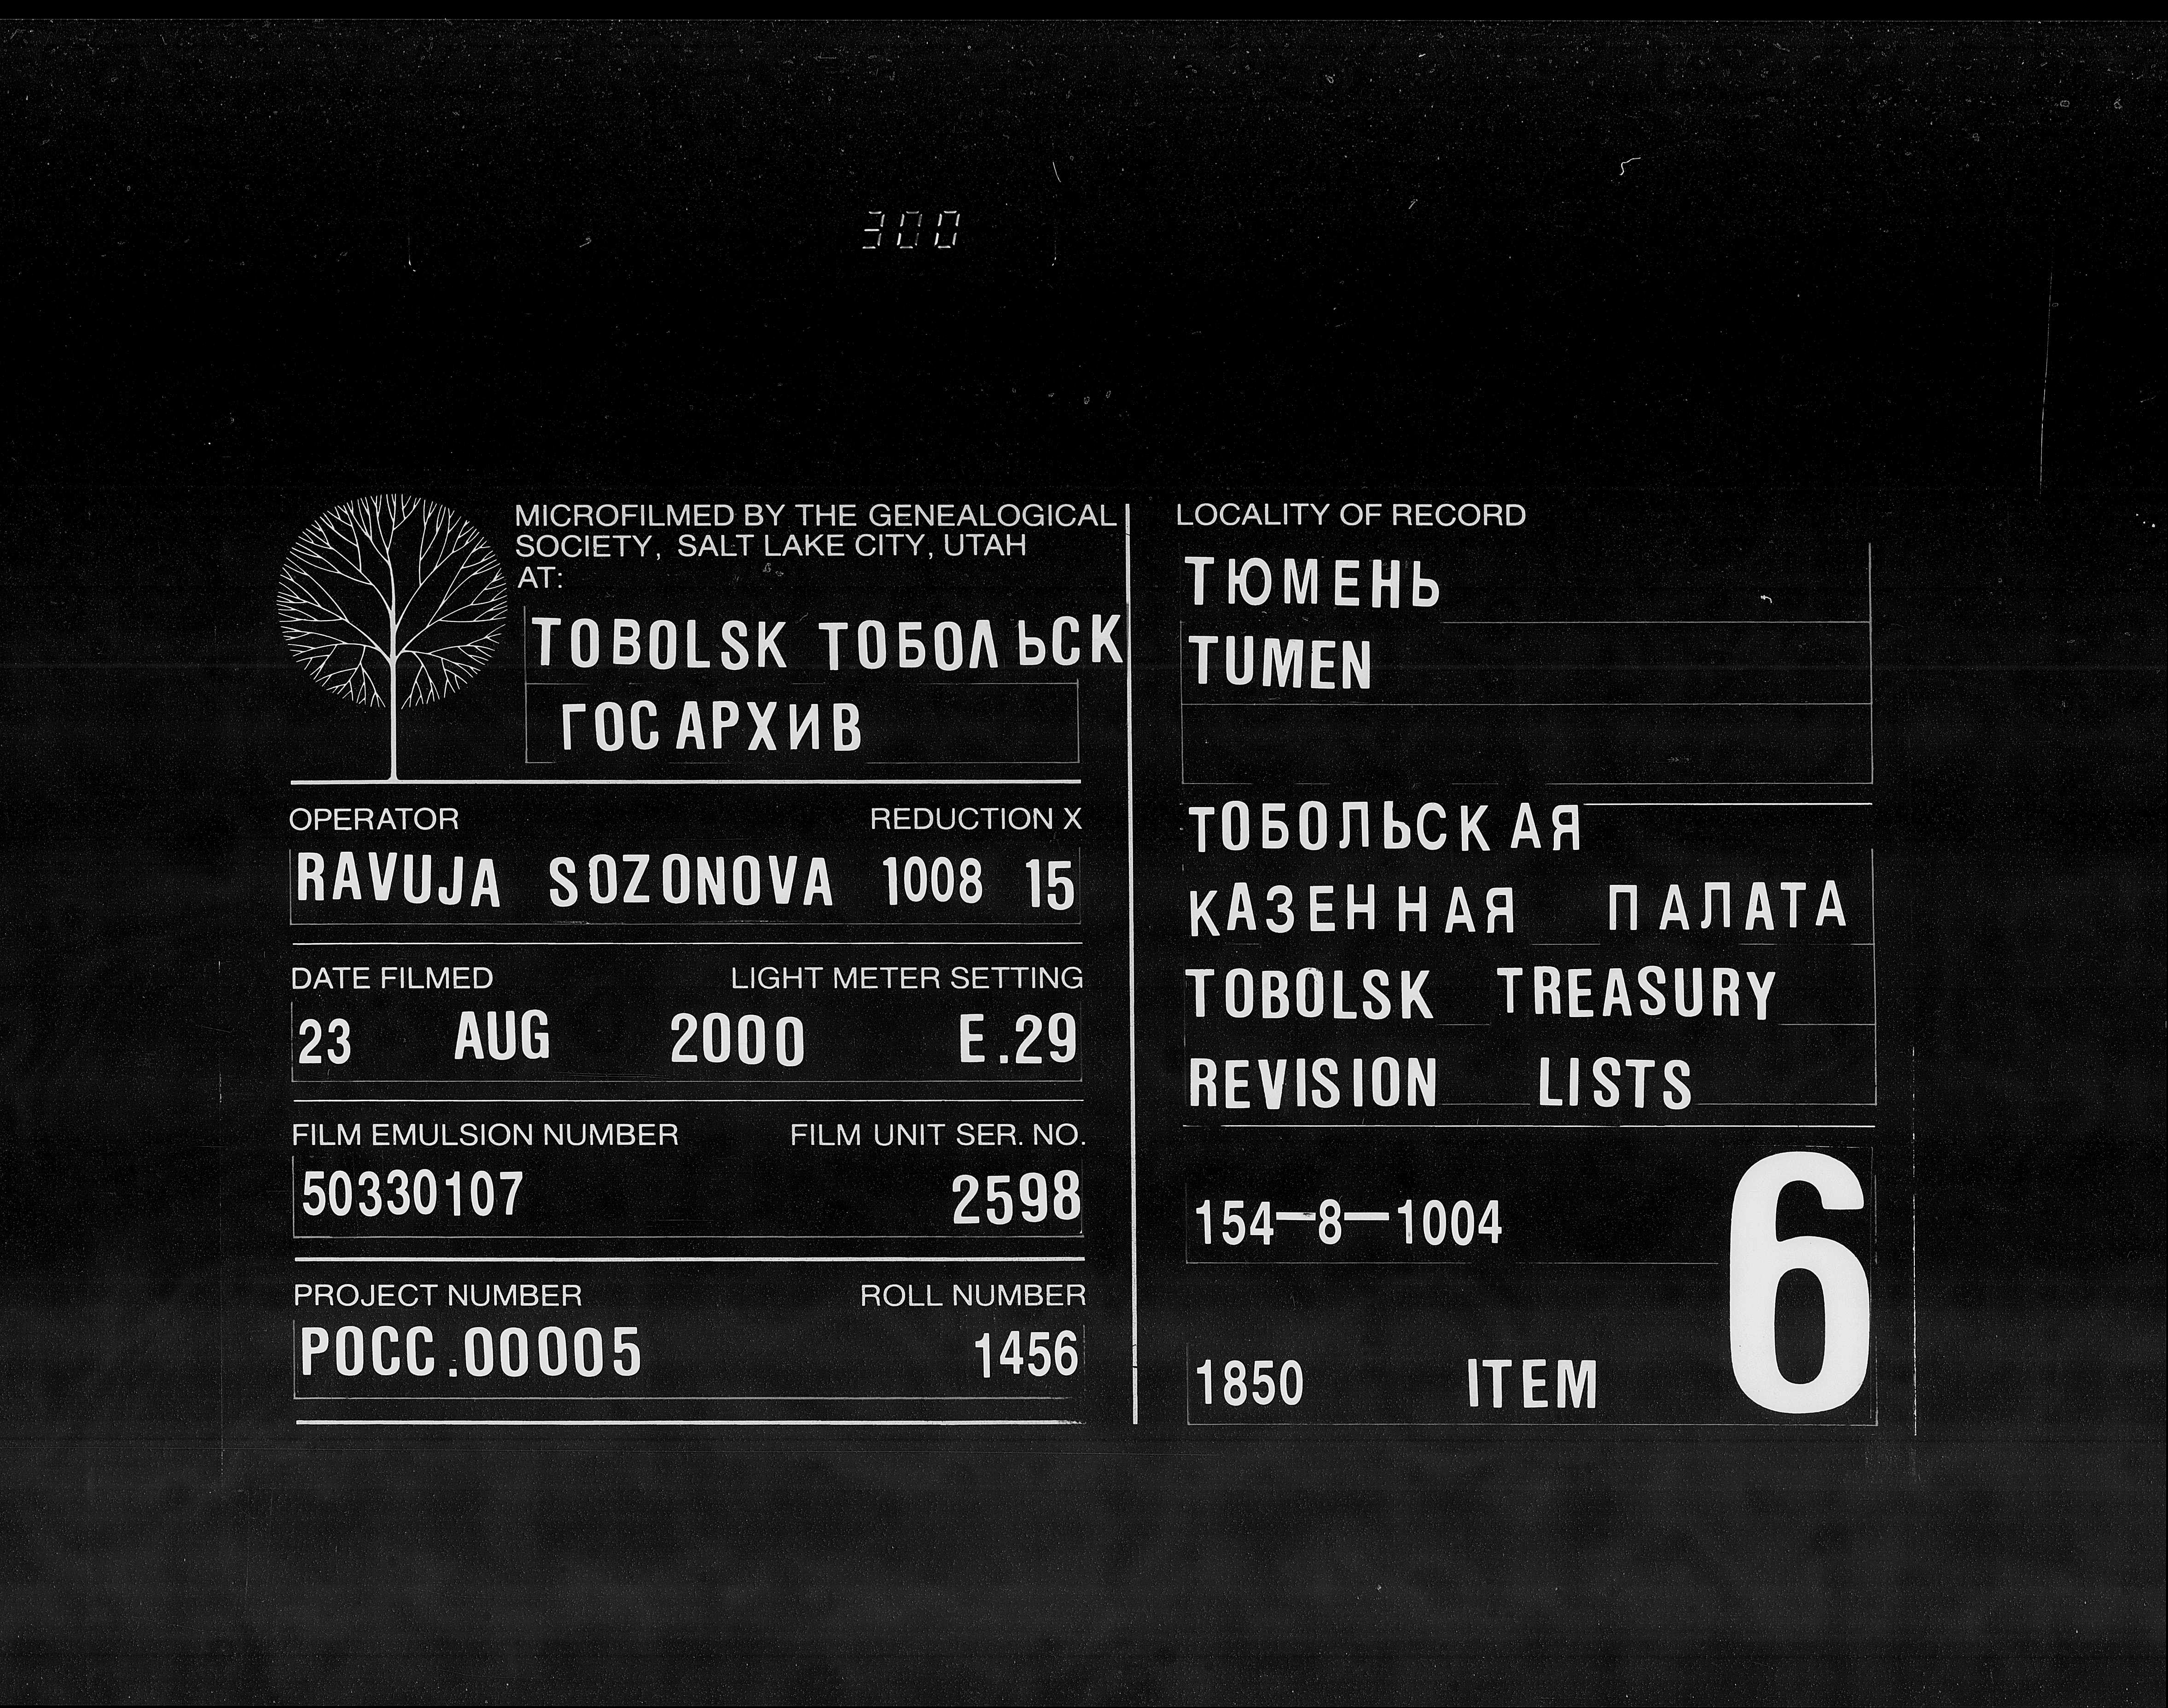 300
MICROFILMED BY THE GENEALOGICAL
SOCIETY, SALT LAKE CITY, UTAH
AT:
TOBOLSK ТОБОЛЬСК
ГОСАРХИВ
OPERATOR REDUCTION X
RAVUJA SOZONOVA 1008 15
DATE FILMED LIGHT METER SETTING
23 AUG 2000 E.29
FILM EMULSION NUMBER FILM UNIT SER. NO.
50330107 2598
PROJECT NUMBER ROLL NUMBER
РОСС.00005 1456
LOCALITY OF RECORD
ТЮМЕНЬ
TUMEN
ТОБОЛЬСКАЯ
КАЗЕННАЯ ПАЛАТА
TOBOLSK TREASURY
REVISION LISTS
154—8—1004
1850 ITEM 6